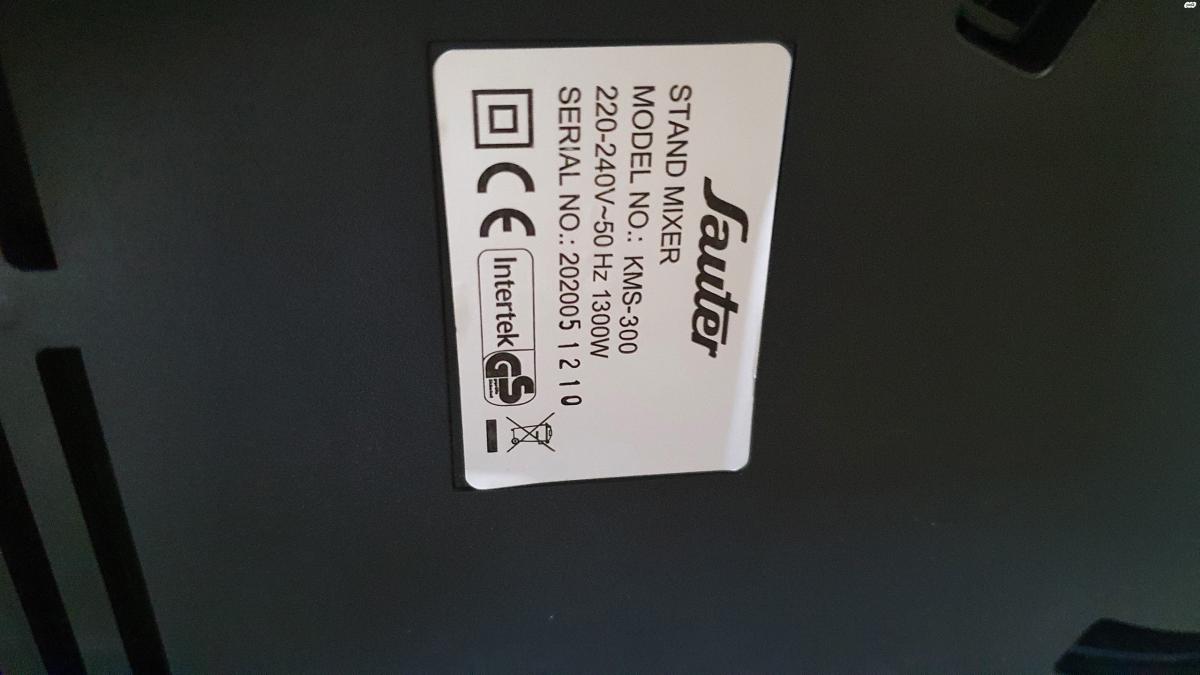 Sauter
STAND MIXER
MODEL NO.: KMS-300
220-240V~50 Hz 1300W
SERIAL NO.: 202005 1 2 1 0
CE Intertek GS